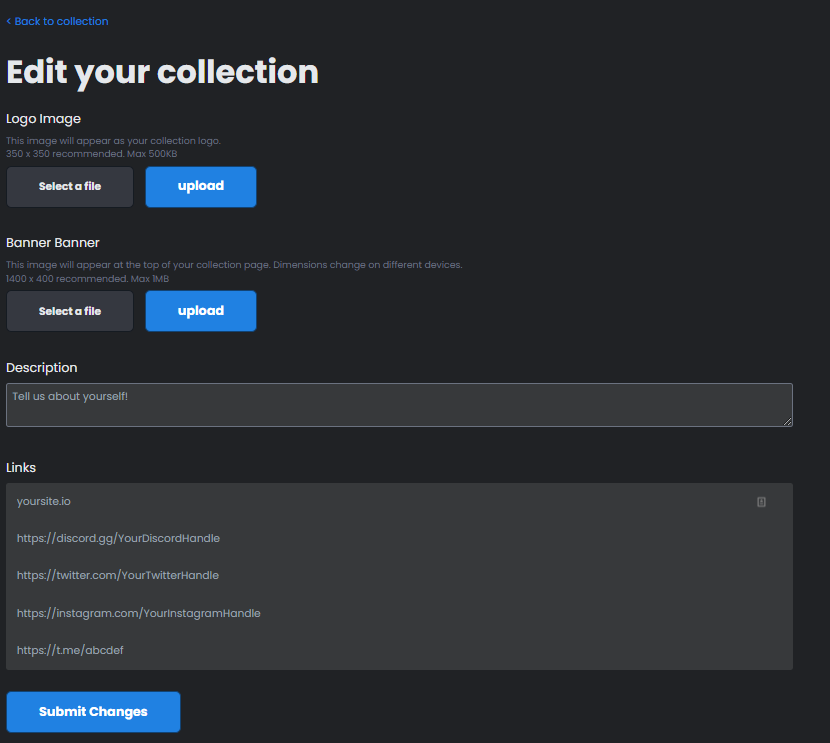 < Back to collection
Edit your collection
Logo Image
This image will appear as your collection logo.
350 x 350 recommended. Max 500KB
Select a file upload
Banner Banner
This image will appear at the top of your collection page. Dimensions change on different devices.
1400 x 400 recommended. Max 1MB
Select a file upload
Description
Tell us about yourself!
Links
yoursite.io
https://discord.gg/YourDiscordHandle
https://twitter.com/YourTwitterHandle
https://instagram.com/YourInstagramHandle
https://t.me/abcdef
Submit Changes